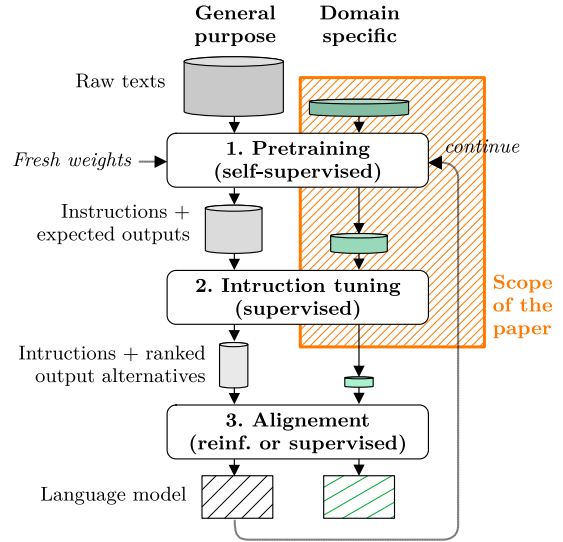 General
purpose
Domain
specific
Raw texts
Fresh weights
1. Pretraining
(self-supervised)
continue
Instructions +
expected outputs
2. Intruction tuning
(supervised)
Scope
of the
paper
Intructions + ranked
output alternatives
3. Alignement
(reinf. or supervised)
Language model